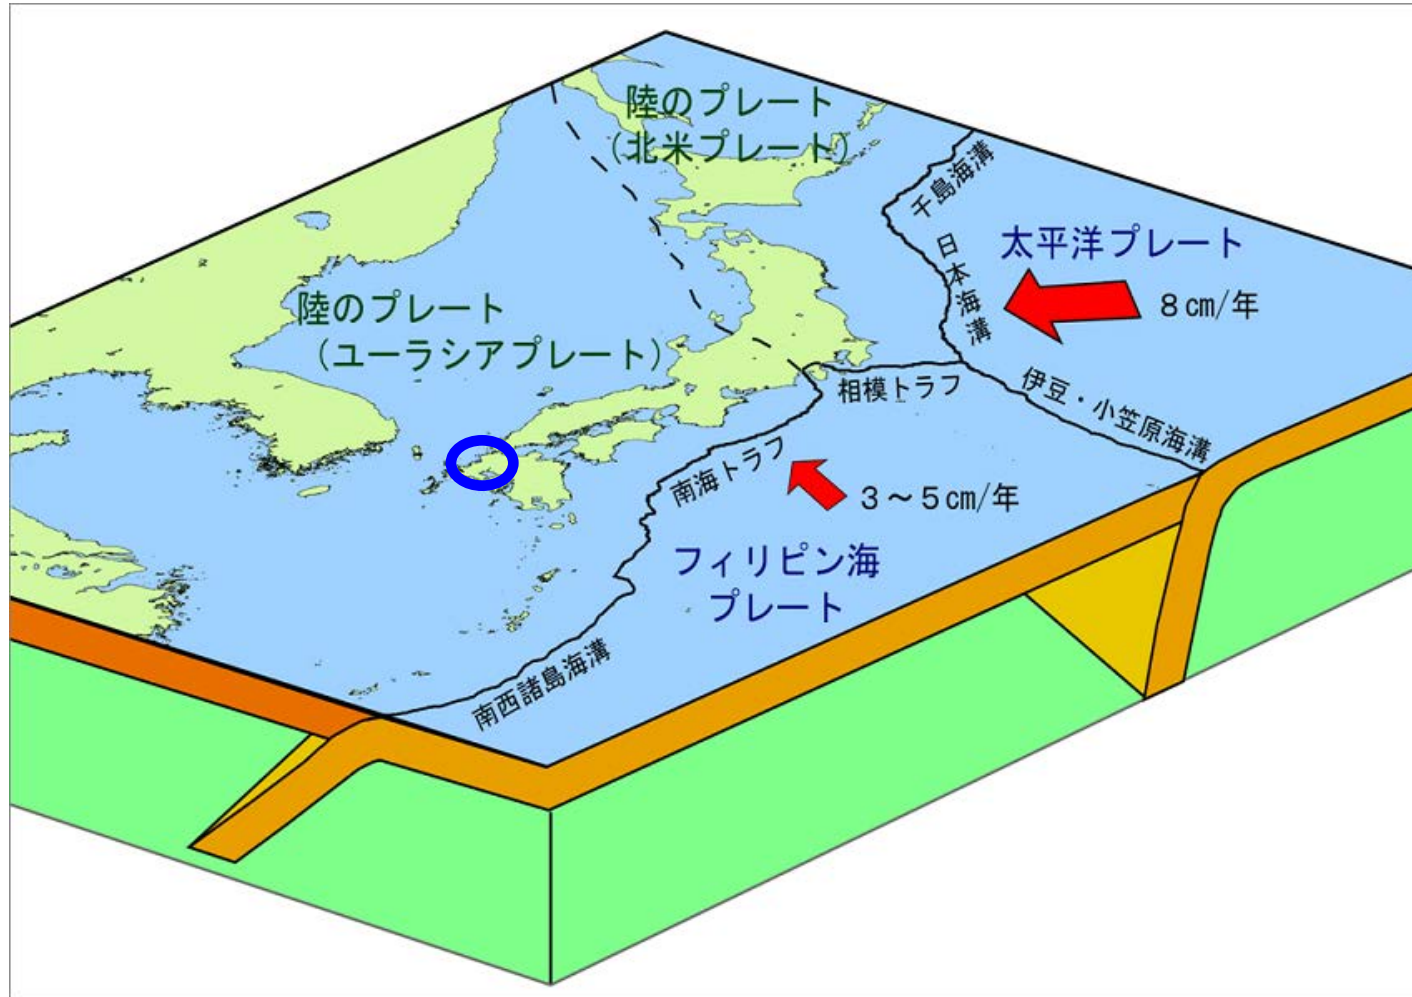 陸のプレート
(北米プレート)
千島海溝
日本海溝
太平洋プレート
8cm/年
陸のプレート
(ユーラシアプレート)
相模トラフ
伊豆・小笠原海溝
南海トラフ
3～5cm/年
フィリピン海
プレート
南西諸島海溝